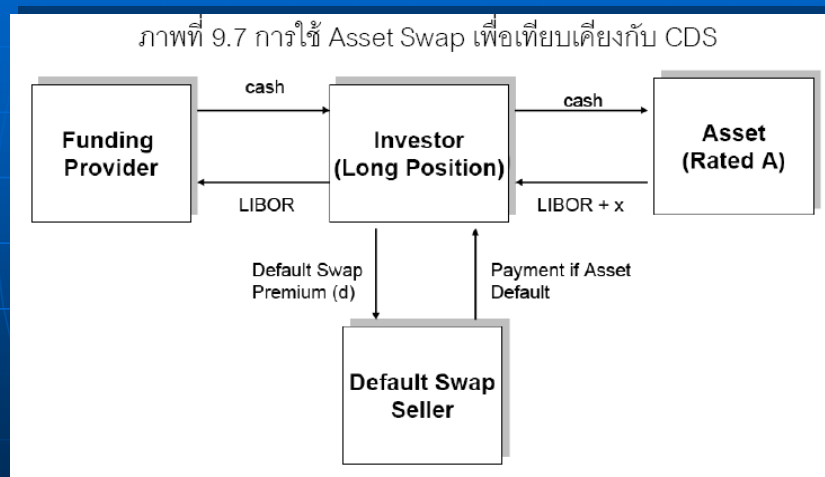 ภาพที่ 9.7 การใช้ Asset Swap เพื่อเทียบเคียงกับ CDS
cash
cash
Funding
Provider
Investor
(Long Position)
Asset
(Rated A)
LIBOR
LIBOR + x
Default Swap
Premium (d)
Payment if Asset
Default
Default Swap
Seller